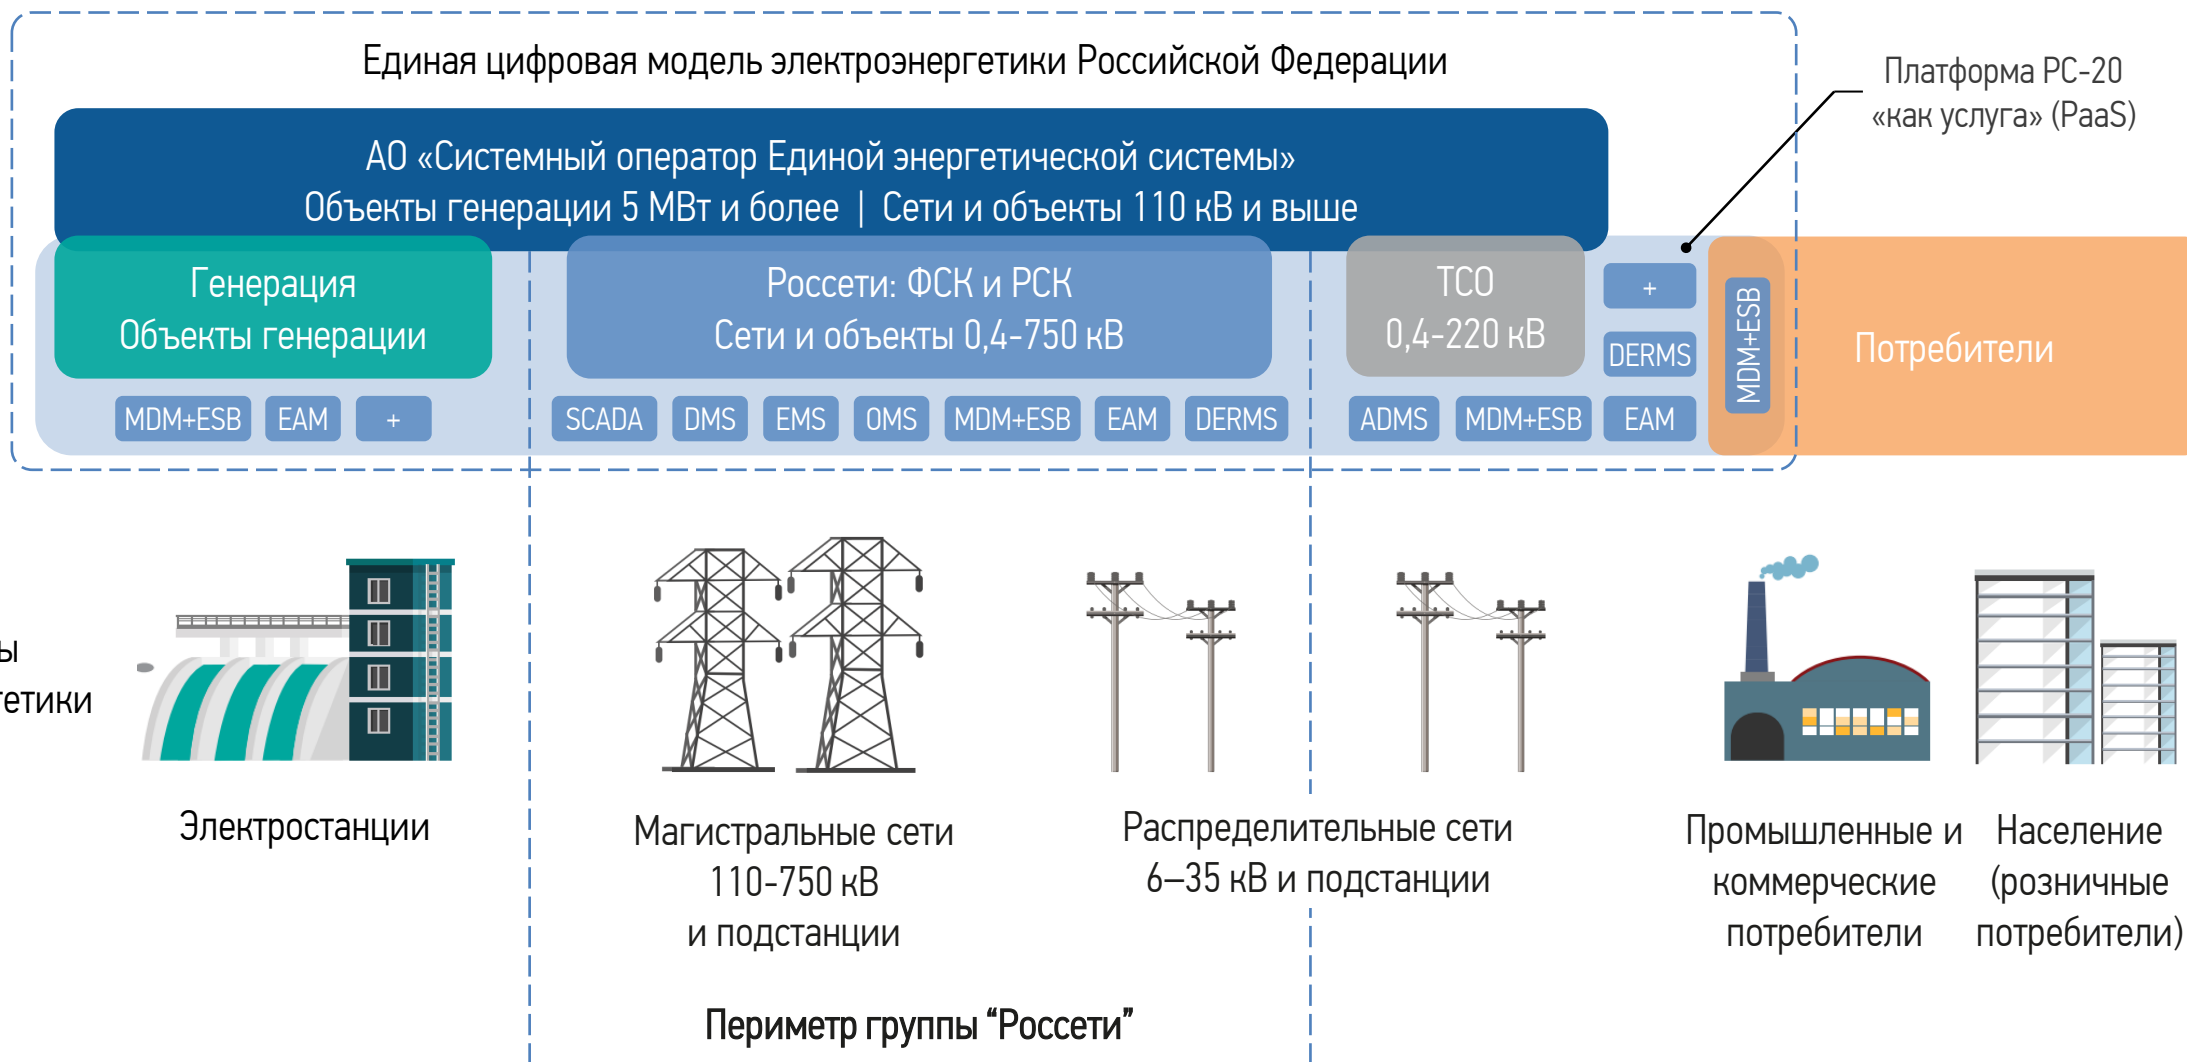 Единая цифровая модель электроэнергетики Российской Федерации
Платформа РС-20
«как услуга» (PaaS)
АО «Системный оператор Единой энергетической системы»
Объекты генерации 5 МВт и более | Сети и объекты 110 кВ и выше
Генерация
Объекты генерации
Россети: ФСК и РСК
Сети и объекты 0,4-750 кВ
ТСО
0,4-220 кВ
+
DERMS
MDM+ESB
Потребители
MDM+ESB
EAM
+
SCADA
DMS
EMS
OMS
MDM+ESB
EAM
DERMS
ADMS
MDM+ESB
EAM
ы
гетики
Электростанции
Магистральные сети
110-750 кВ
и подстанции
Распределительные сети
6–35 кВ и подстанции
Промышленные и
коммерческие
потребители
Население
(розничные
потребители)
Периметр группы “Россети”